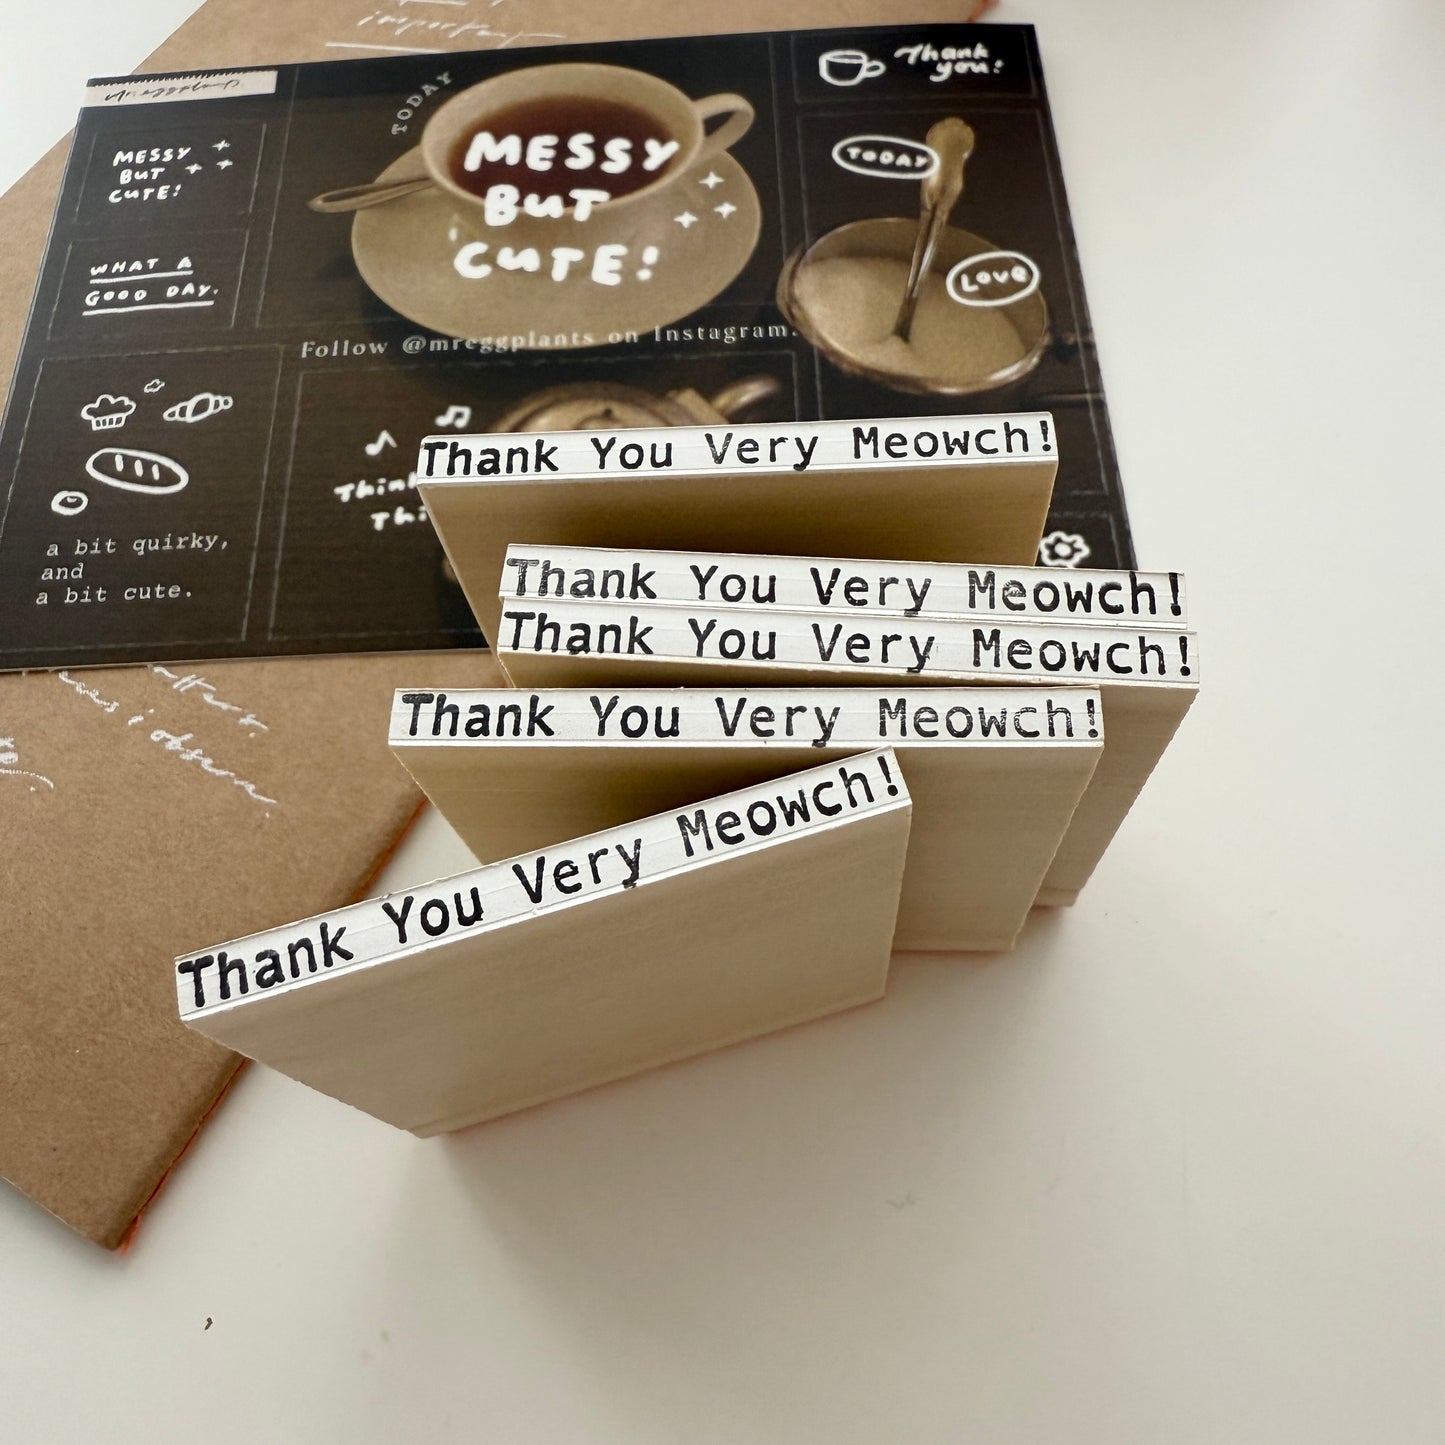 important
TODAY
MESSY
BUT
CUTE!
Thank
you!
MESSY
BUT
CUTE!
TODAY
WHAT A
GOOD DAY.
LOVE
Follow @mreggplants on Instagram.
a bit quirky,
and
a bit cute.
Thank You Very Meowch!
Thank You Very Meowch!
Thank You Very Meowch!
Thank You Very Meowch!
Thank You Very Meowch!
i observe